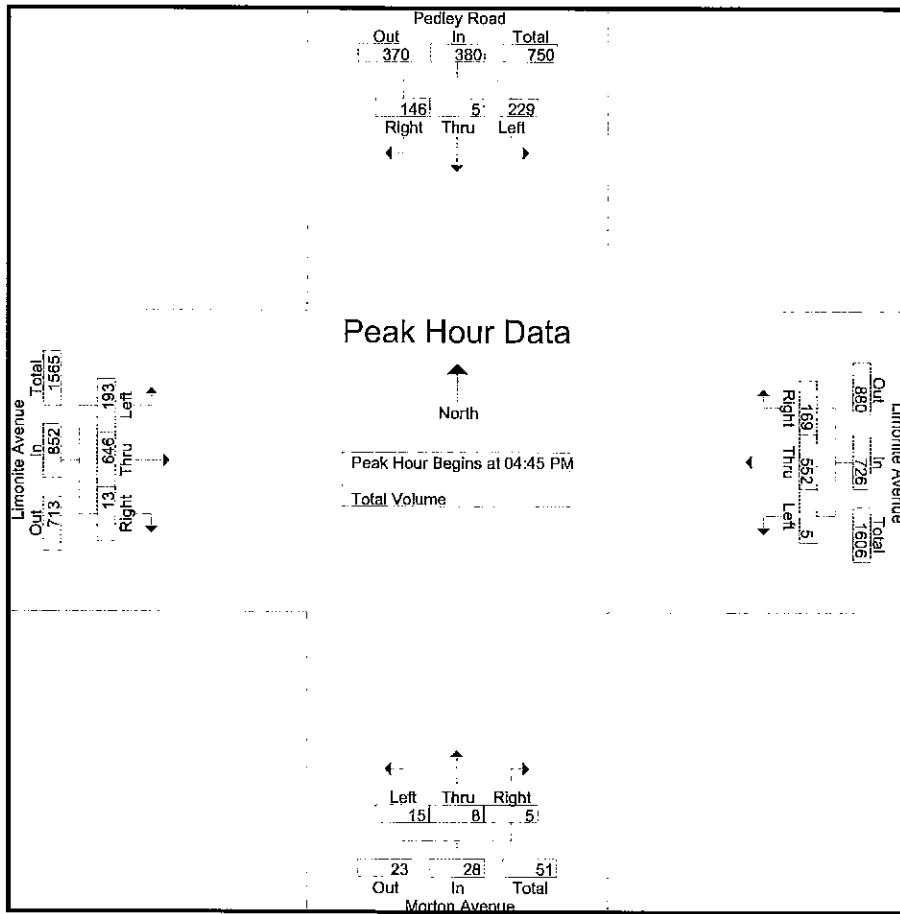 Pedley Road
Out In Total
370 380 750
146 5 229
Right Thru Left
Peak Hour Data
North
Peak Hour Begins at 04:45 PM
Total Volume
Limonite Avenue
Out In Total
713 852 1565
Right Thru Left
13 646 193
Limonite Avenue
Out In Total
880 726 1606
Right Thru Left
169 552 5
Left Thru Right
15 8 5
23 28 51
Out In Total
Morton Avenue